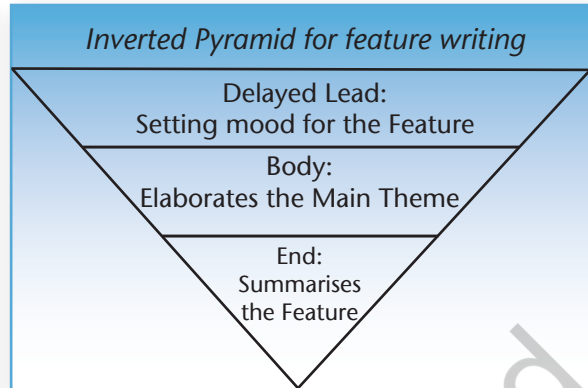 Inverted Pyramid for feature writing
Delayed Lead:
Setting mood for the Feature
Body:
Elaborates the Main Theme
End:
Summarises
the Feature
d